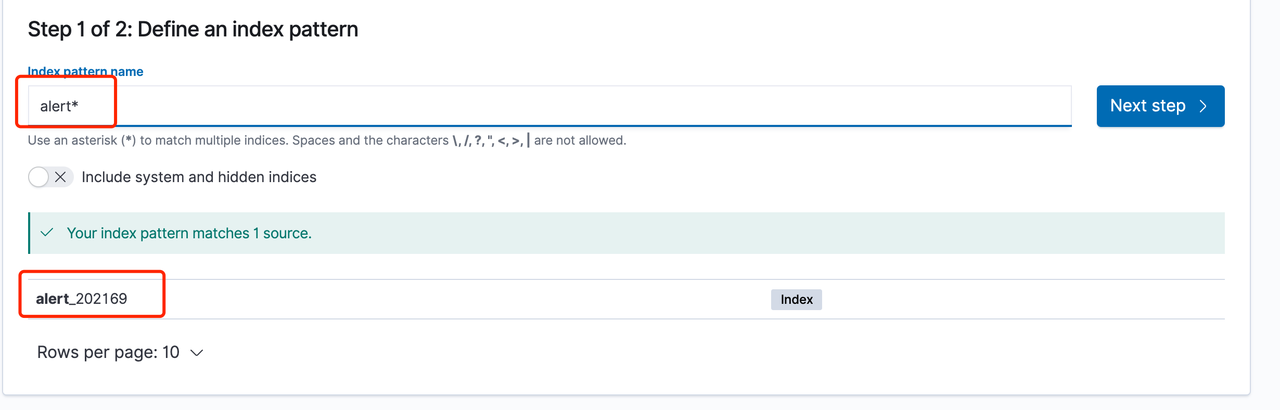 Step 1 of 2: Define an index pattern
Index pattern name
alert*
Next step
Use an asterisk (*) to match multiple indices. Spaces and the characters \, /, ?, ", <, >, | are not allowed.
Include system and hidden indices
Your index pattern matches 1 source.
alert_202169 Index
Rows per page: 10